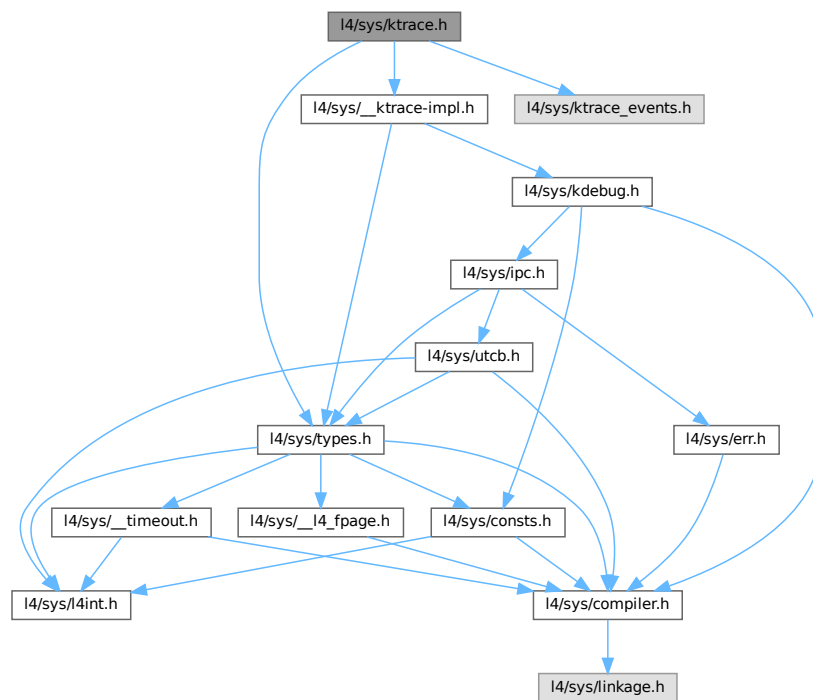 l4/sys/ktrace.h
l4/sys/__ktrace-impl.h
l4/sys/ktrace_events.h
l4/sys/kdebug.h
l4/sys/ipc.h
l4/sys/utcb.h
l4/sys/types.h
l4/sys/err.h
l4/sys/__timeout.h
l4/sys/__l4_fpage.h
l4/sys/consts.h
l4/sys/l4int.h
l4/sys/compiler.h
l4/sys/linkage.h